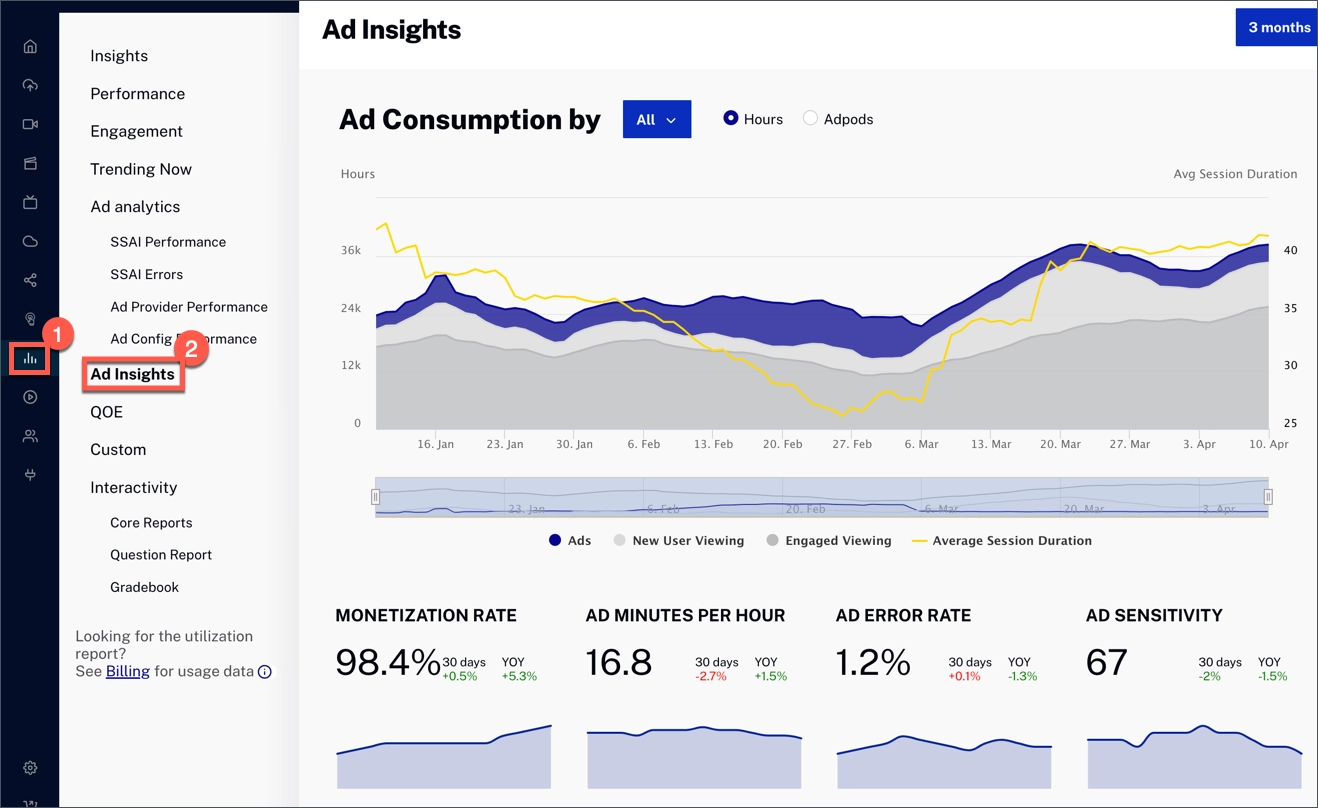 Ad Insights
3 months
Insights
Performance
Engagement
Trending Now
Ad analytics
SSAI Performance
SSAI Errors
Ad Provider Performance
Ad Config
rmance
1
2
Ad Insights
QOE
Custom
Interactivity
Core Reports
Question Report
Gradebook
Looking for the utilization
report?
See Billing for usage data
Ad Consumption by
All
Hours
Adpods
Hours
Avg Session Duration
36k
24k
12k
0
40
35
30
25
16. Jan
23. Jan
30. Jan
6. Feb
13. Feb
20. Feb
27. Feb
6. Mar
13. Mar
20. Mar
27. Mar
3. Apr
10. Apr
23. Jan
6. Feb
20. Feb
6. Mar
20. Mar
3. Apr
Ads
New User Viewing
Engaged Viewing
Average Session Duration
MONETIZATION RATE
98.4%
30 days
+0.5%
YOY
+5.3%
AD MINUTES PER HOUR
16.8
30 days
-2.7%
YOY
+1.5%
AD ERROR RATE
1.2%
30 days
+0.1%
YOY
-1.3%
AD SENSITIVITY
67
30 days
-2%
YOY
-1.5%